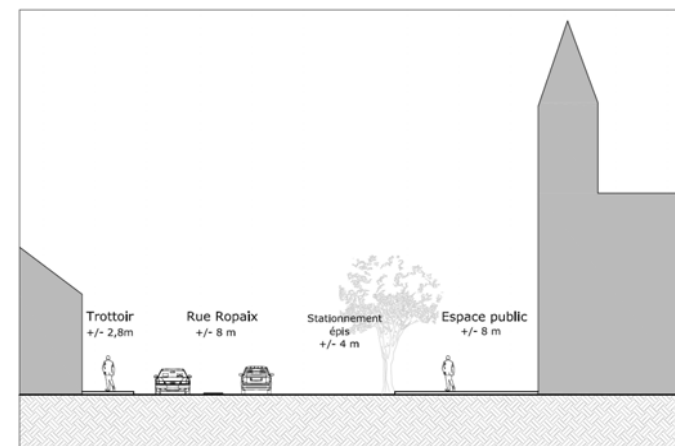 Trottoir
+/- 2,8m
Rue Ropaix
+/- 8 m
Stationnement
épis
+/- 4 m
Espace public
+/- 8 m